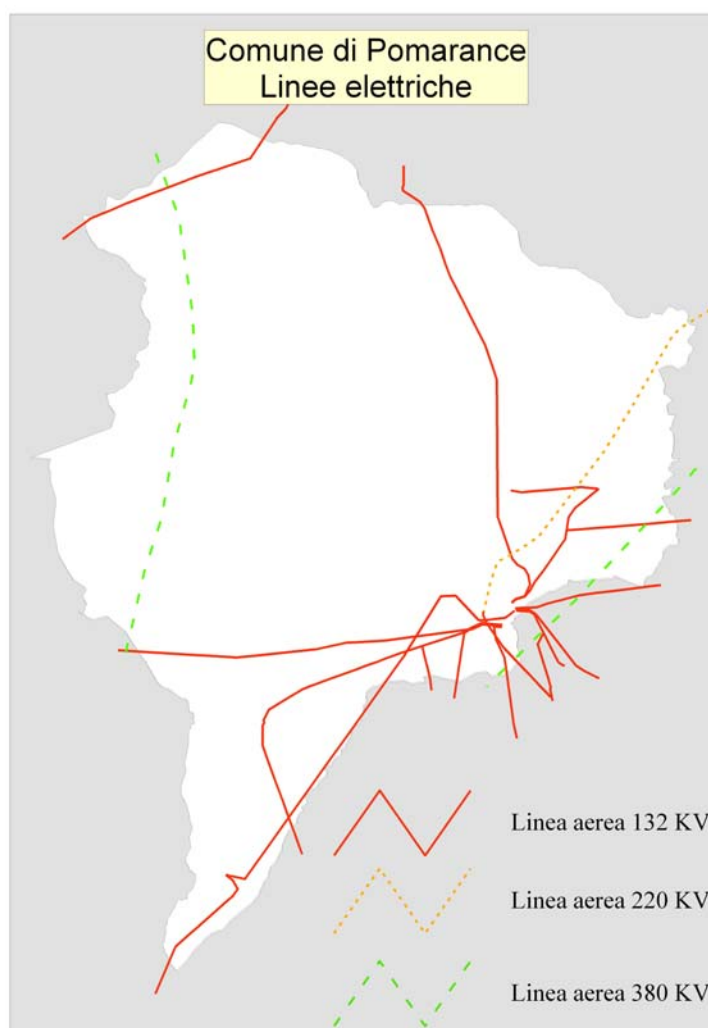 Comune di Pomarance
Linee elettriche
Linea aerea 132 KV
Linea aerea 220 KV
Linea aerea 380 KV